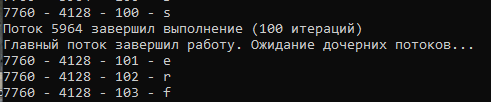 7760 - 4128 - 100 - s
Поток 5964 завершил выполнение (100 итераций)
Главный поток завершил работу. Ожидание дочерних потоков...
7760 - 4128 - 101 - e
7760 - 4128 - 102 - r
7760 - 4128 - 103 - f